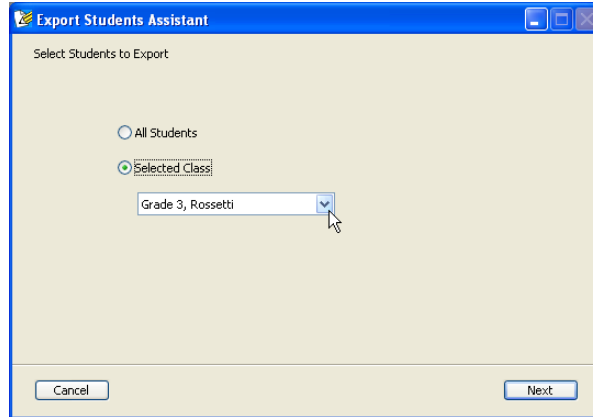 Export Students Assistant
Select Students to Export
All Students
Selected Class
Grade 3, Rossetti
Cancel
Next